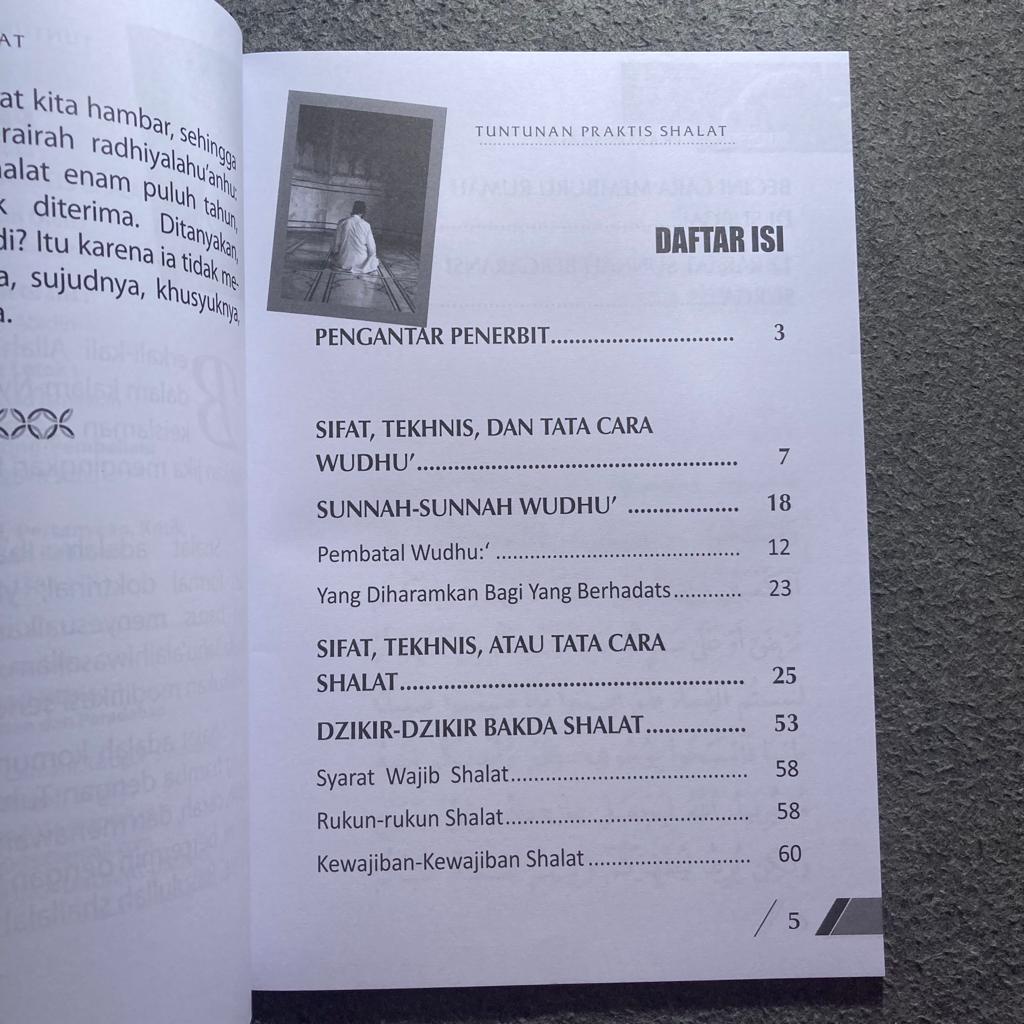 AT
at kita hambar, sehingga
rairah radhiyalahu'anhu:
alat enam puluh tahun,
diterima. Ditanyakan,
di? Itu karena ia tidak me-
a, sujudnya, khusyuknya,
a.
TUNTUNAN PRAKTIS SHALAT
DAFTAR ISI
PENGANTAR PENERBIT.............................. 3
SIFAT, TEKHNIS, DAN TATA CARA
WUDHU’.................................................... 7
SUNNAH-SUNNAH WUDHU’ .................. 18
Pembatal Wudhu:‘ ........................................ 12
Yang Diharamkan Bagi Yang Berhadats........... 23
SIFAT, TEKHNIS, ATAU TATA CARA
SHALAT........................................................ 25
DZIKIR-DZIKIR BAKDA SHALAT................ 53
Syarat Wajib Shalat....................................... 58
Rukun-rukun Shalat........................................ 58
Kewajiban-Kewajiban Shalat........................... 60
/ 5